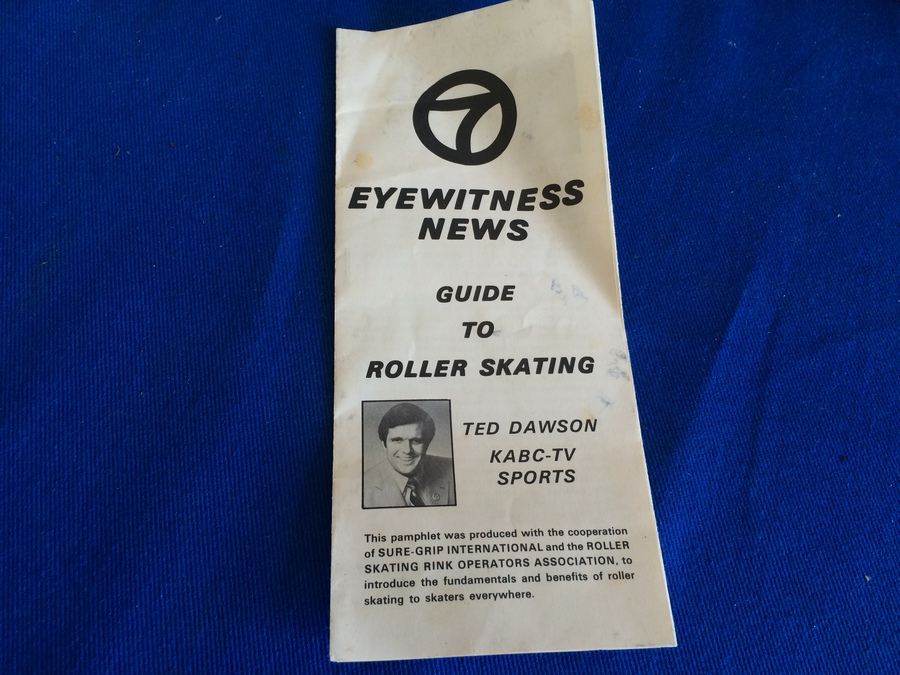 7
EYEWITNESS
NEWS
GUIDE
TO
ROLLER SKATING
TED DAWSON
KABC-TV
SPORTS
This pamphlet was produced with the cooperation
of SURE-GRIP INTERNATIONAL and the ROLLER
SKATING RINK OPERATORS ASSOCIATION, to
introduce the fundamentals and benefits of roller
skating to skaters everywhere.